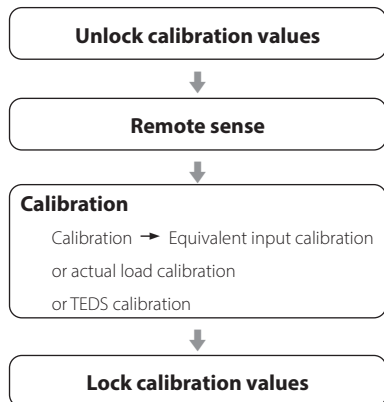 Unlock calibration values
Remote sense
Calibration
Calibration → Equivalent input calibration
or actual load calibration
or TEDS calibration
Lock calibration values